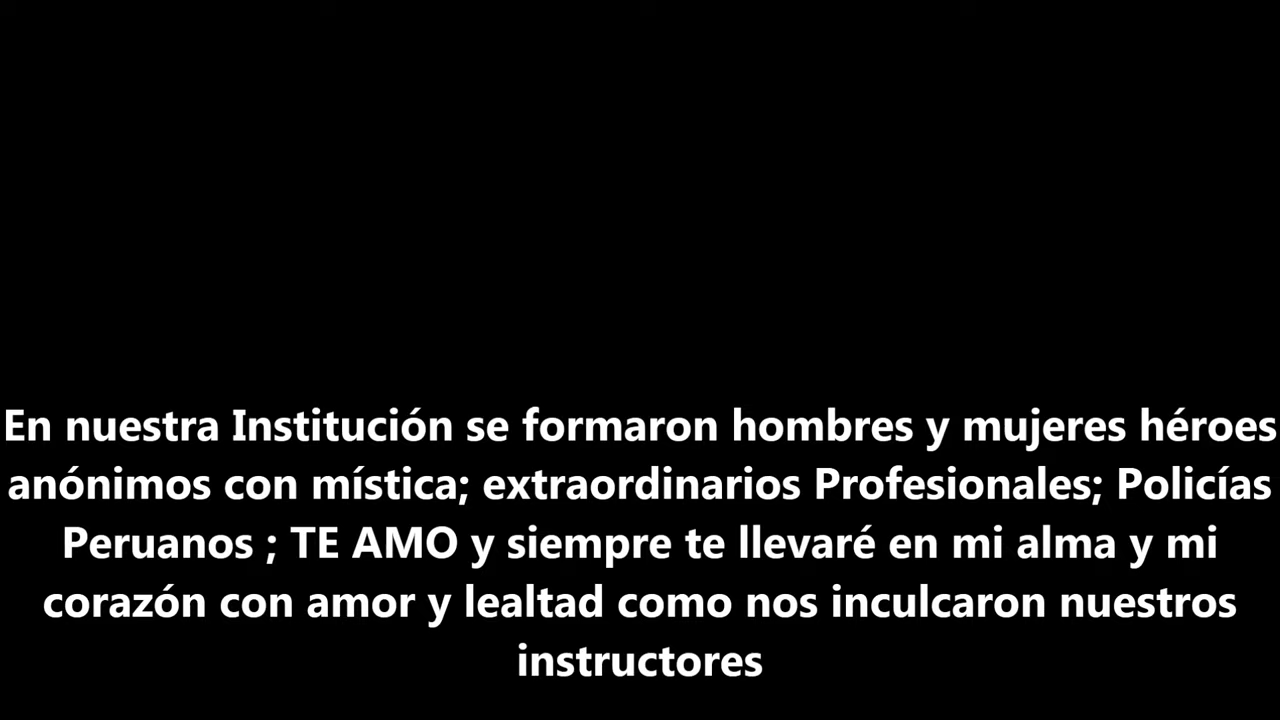 En nuestra Institución se formaron hombres y mujeres héroes
anónimos con mística; extraordinarios Profesionales; Policías
Peruanos ; TE AMO y siempre te llevaré en mi alma y mi
corazón con amor y lealtad como nos inculcaron nuestros
instructores